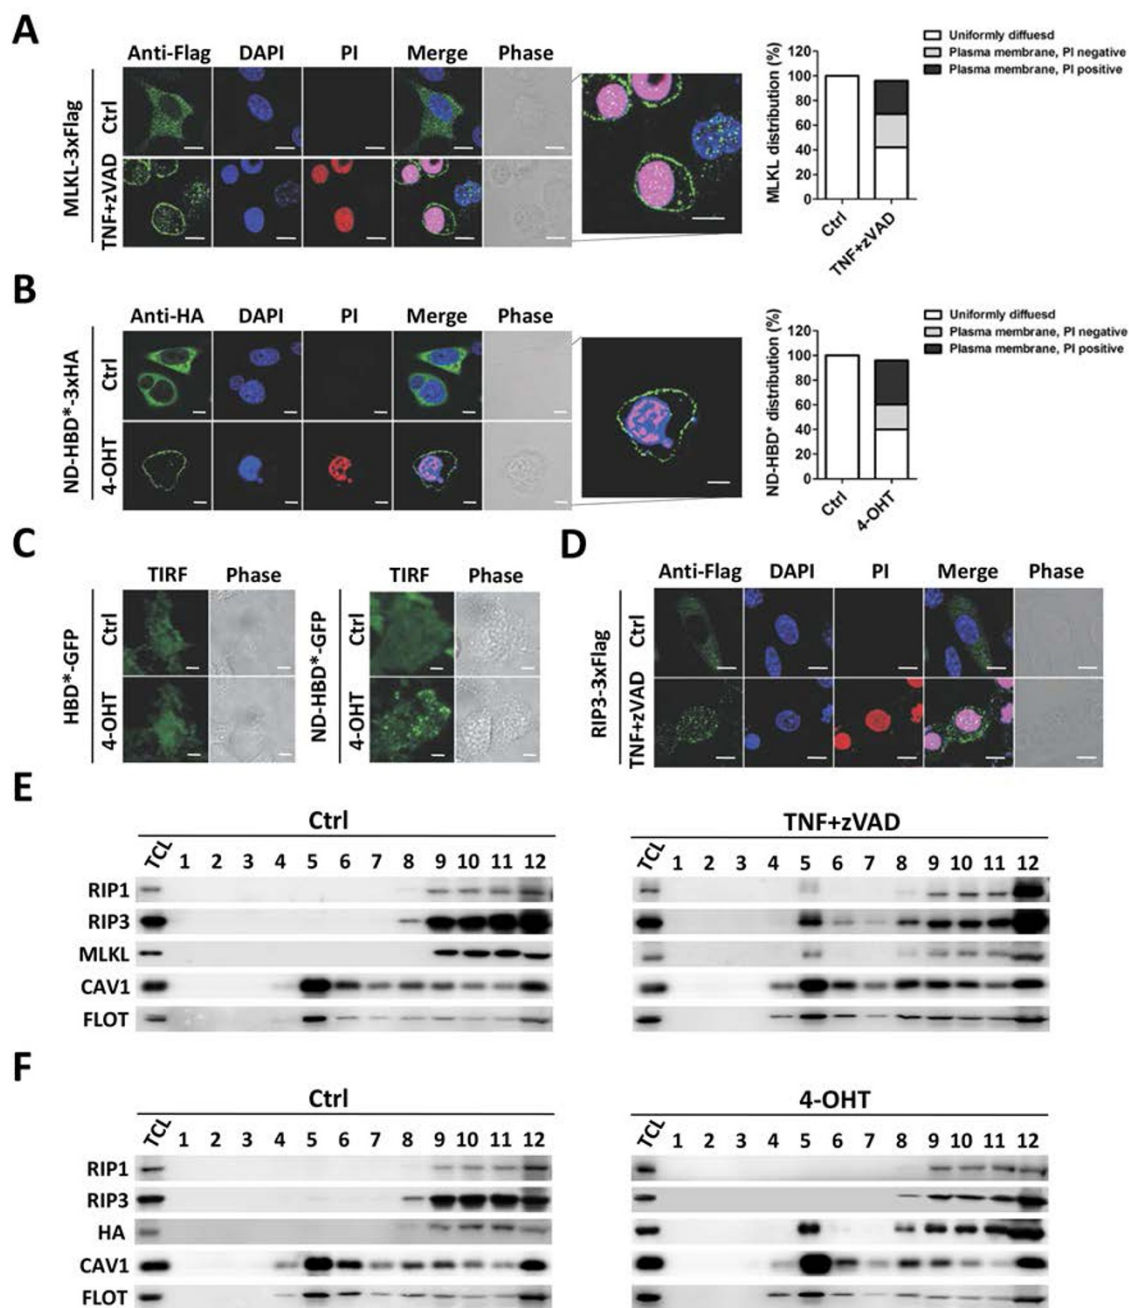 A
Anti-Flag DAPI PI Merge Phase
MLKL-3xFlag
Ctrl
TNF+zVAD
MLKL distribution (%)
120
100
80
60
40
20
0
Ctrl
TNF+zVAD
Uniformly diffuesd
Plasma membrane, PI negative
Plasma membrane, PI positive
B
Anti-HA DAPI PI Merge Phase
ND-HBD*-3xHA
Ctrl
4-OHT
ND-HBD* distribution (%)
120
100
80
60
40
20
0
Ctrl
4-OHT
Uniformly diffuesd
Plasma membrane, PI negative
Plasma membrane, PI positive
C
TIRF Phase
HBD*-GFP
Ctrl
4-OHT
TIRF Phase
ND-HBD*-GFP
Ctrl
4-OHT
D
Anti-Flag DAPI PI Merge Phase
RIP3-3xFlag
Ctrl
TNF+zVAD
E
Ctrl
TCL 1 2 3 4 5 6 7 8 9 10 11 12
TNF+zVAD
TCL 1 2 3 4 5 6 7 8 9 10 11 12
RIP1
RIP3
MLKL
CAV1
FLOT
F
Ctrl
TCL 1 2 3 4 5 6 7 8 9 10 11 12
4-OHT
TCL 1 2 3 4 5 6 7 8 9 10 11 12
RIP1
RIP3
HA
CAV1
FLOT